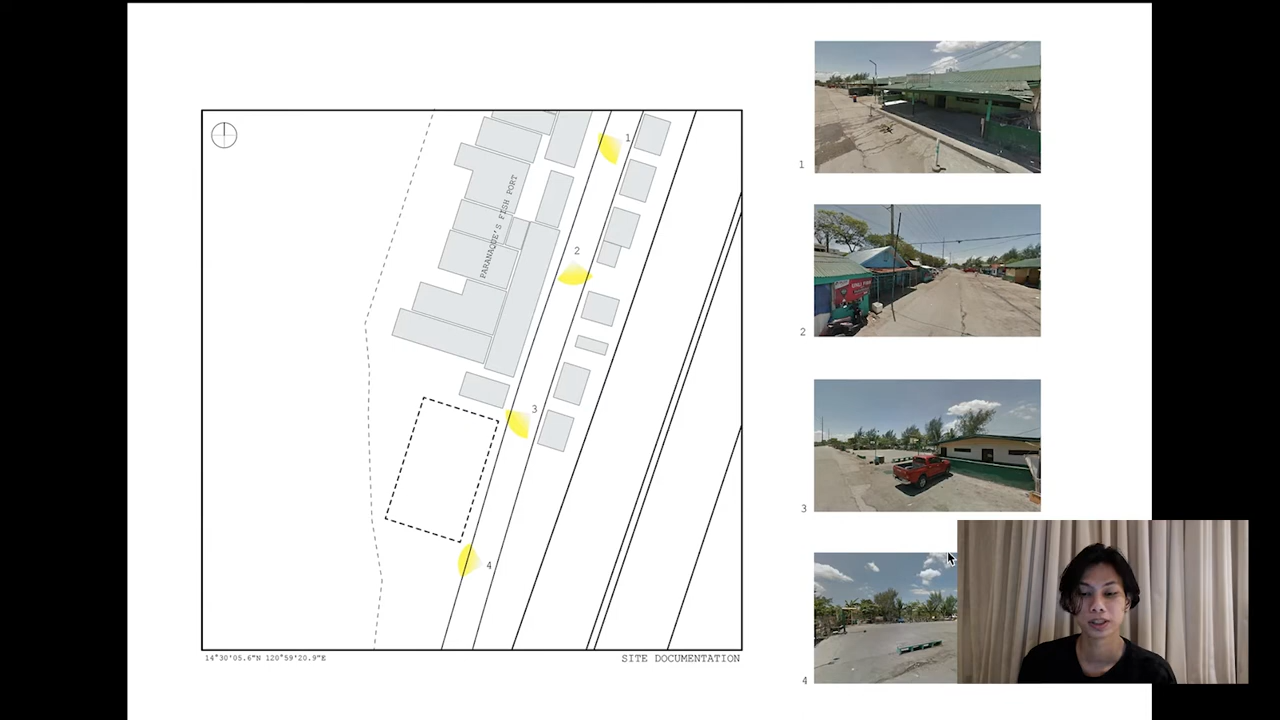 1
2
PARANAQUE'S FISH PORT
3
4
14°30'05.6"N 120°59'20.9"E
SITE DOCUMENTATION
1
2
3
4